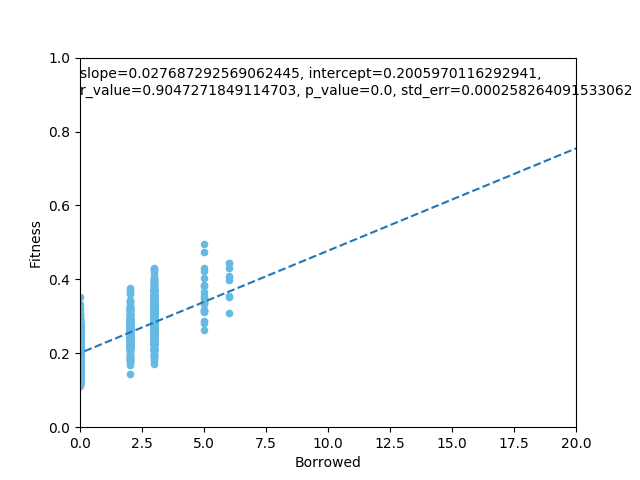 slope=0.027687292569062445, intercept=0.2005970116292941,
r_value=0.9047271849114703, p_value=0.0, std_err=0.000258264091533062
1.0
0.8
0.6
0.4
0.2
0.0
Fitness
0.0 2.5 5.0 7.5 10.0 12.5 15.0 17.5 20.0
Borrowed